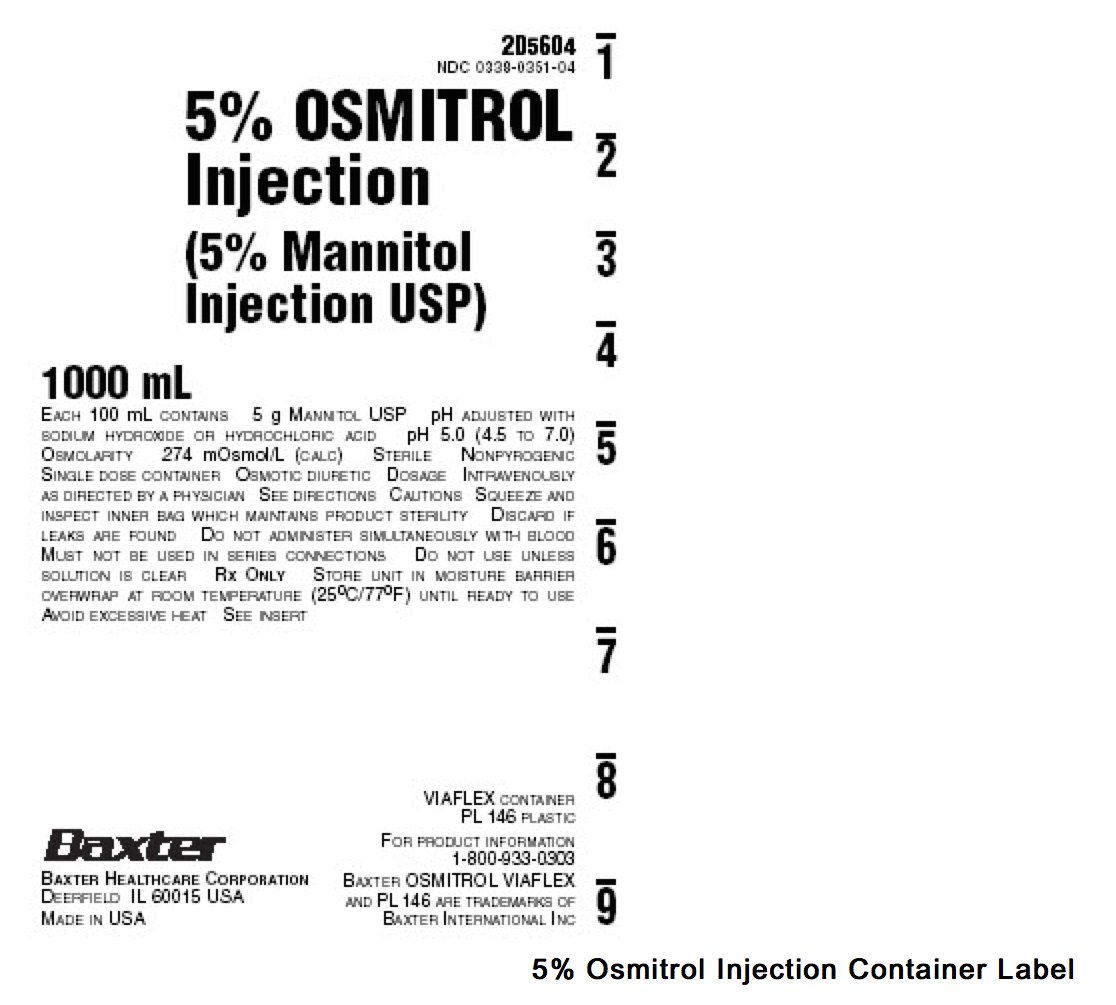 2D5604
NDC 0338-0351-04
5% OSMITROL
Injection
(5% Mannitol
Injection USP)
1000 mL
EACH 100 mL CONTAINS 5 g MANNITOL USP pH ADJUSTED WITH
SODIUM HYDROXIDE OR HYDROCHLORIC ACID pH 5.0 (4.5 TO 7.0)
OSMOLARITY 274 mOsmol/L (CALC) STERILE NONPYROGENIC
SINGLE DOSE CONTAINER OSMOTIC DIURETIC DOSAGE INTRAVENOUSLY
AS DIRECTED BY A PHYSICIAN SEE DIRECTIONS CAUTIONS SQUEEZE AND
INSPECT INNER BAG WHICH MAINTAINS PRODUCT STERILITY DISCARD IF
LEAKS ARE FOUND DO NOT ADMINISTER SIMULTANEOUSLY WITH BLOOD
MUST NOT BE USED IN SERIES CONNECTIONS DO NOT USE UNLESS
SOLUTION IS CLEAR RX ONLY STORE UNIT IN MOISTURE BARRIER
OVERWRAP AT ROOM TEMPERATURE (25ºC/77ºF) UNTIL READY TO USE
AVOID EXCESSIVE HEAT SEE INSERT
VIAFLEX CONTAINER
PL 146 PLASTIC
FOR PRODUCT INFORMATION
1-800-933-0303
BAXTER OSMITROL VIAFLEX
AND PL 146 ARE TRADEMARKS OF
BAXTER INTERNATIONAL INC
Baxter
BAXTER HEALTHCARE CORPORATION
DEERFIELD IL 60015 USA
MADE IN USA
1
2
3
4
5
6
7
8
9
5% Osmitrol Injection Container Label